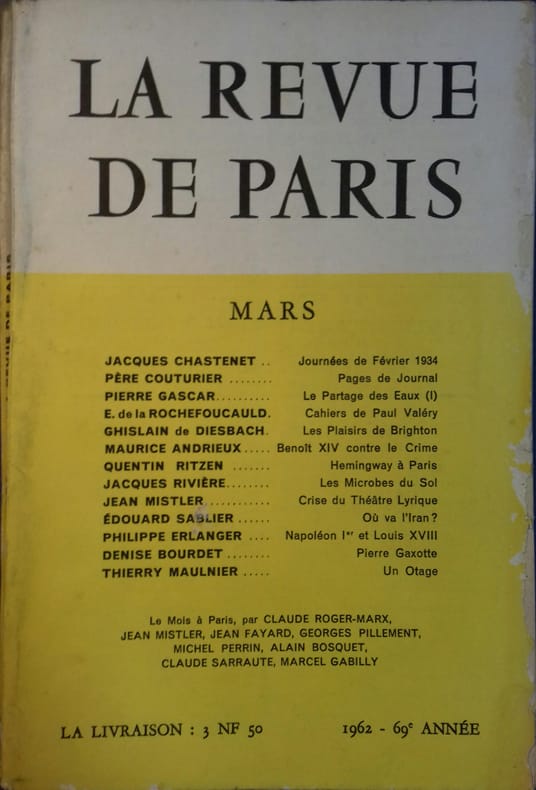 LA REVUE
DE PARIS
MARS
JACQUES CHASTENET .. Journées de Février 1934
PÈRE COUTURIER ........ Pages de Journal
PIERRE GASCAR.......... Le Partage des Eaux (I)
E. de la ROCHEFOUCAULD. Cahiers de Paul Valéry
GHISLAIN de DIESBACH. Les Plaisirs de Brighton
MAURICE ANDRIEUX ..... Benoît XIV contre le Crime
QUENTIN RITZEN ....... Hemingway à Paris
JACQUES RIVIÈRE........ Les Microbes du Sol
JEAN MISTLER............ Crise du Théâtre Lyrique
ÉDOUARD SABLIER ...... Où va l'Iran?
PHILIPPE ERLANGER .... Napoléon Iᵉʳ et Louis XVIII
DENISE BOURDET ........ Pierre Gaxotte
THIERRY MAULNIER ..... Un Otage
Le Mois à Paris, par CLAUDE ROGER-MARX,
JEAN MISTLER, JEAN FAYARD, GEORGES PILLEMENT,
MICHEL PERRIN, ALAIN BOSQUET,
CLAUDE SARRAUTE, MARCEL GABILLY
LA LIVRAISON : 3 NF 50 1962 - 69ᵉ ANNÉE
REVUE DE PARIS